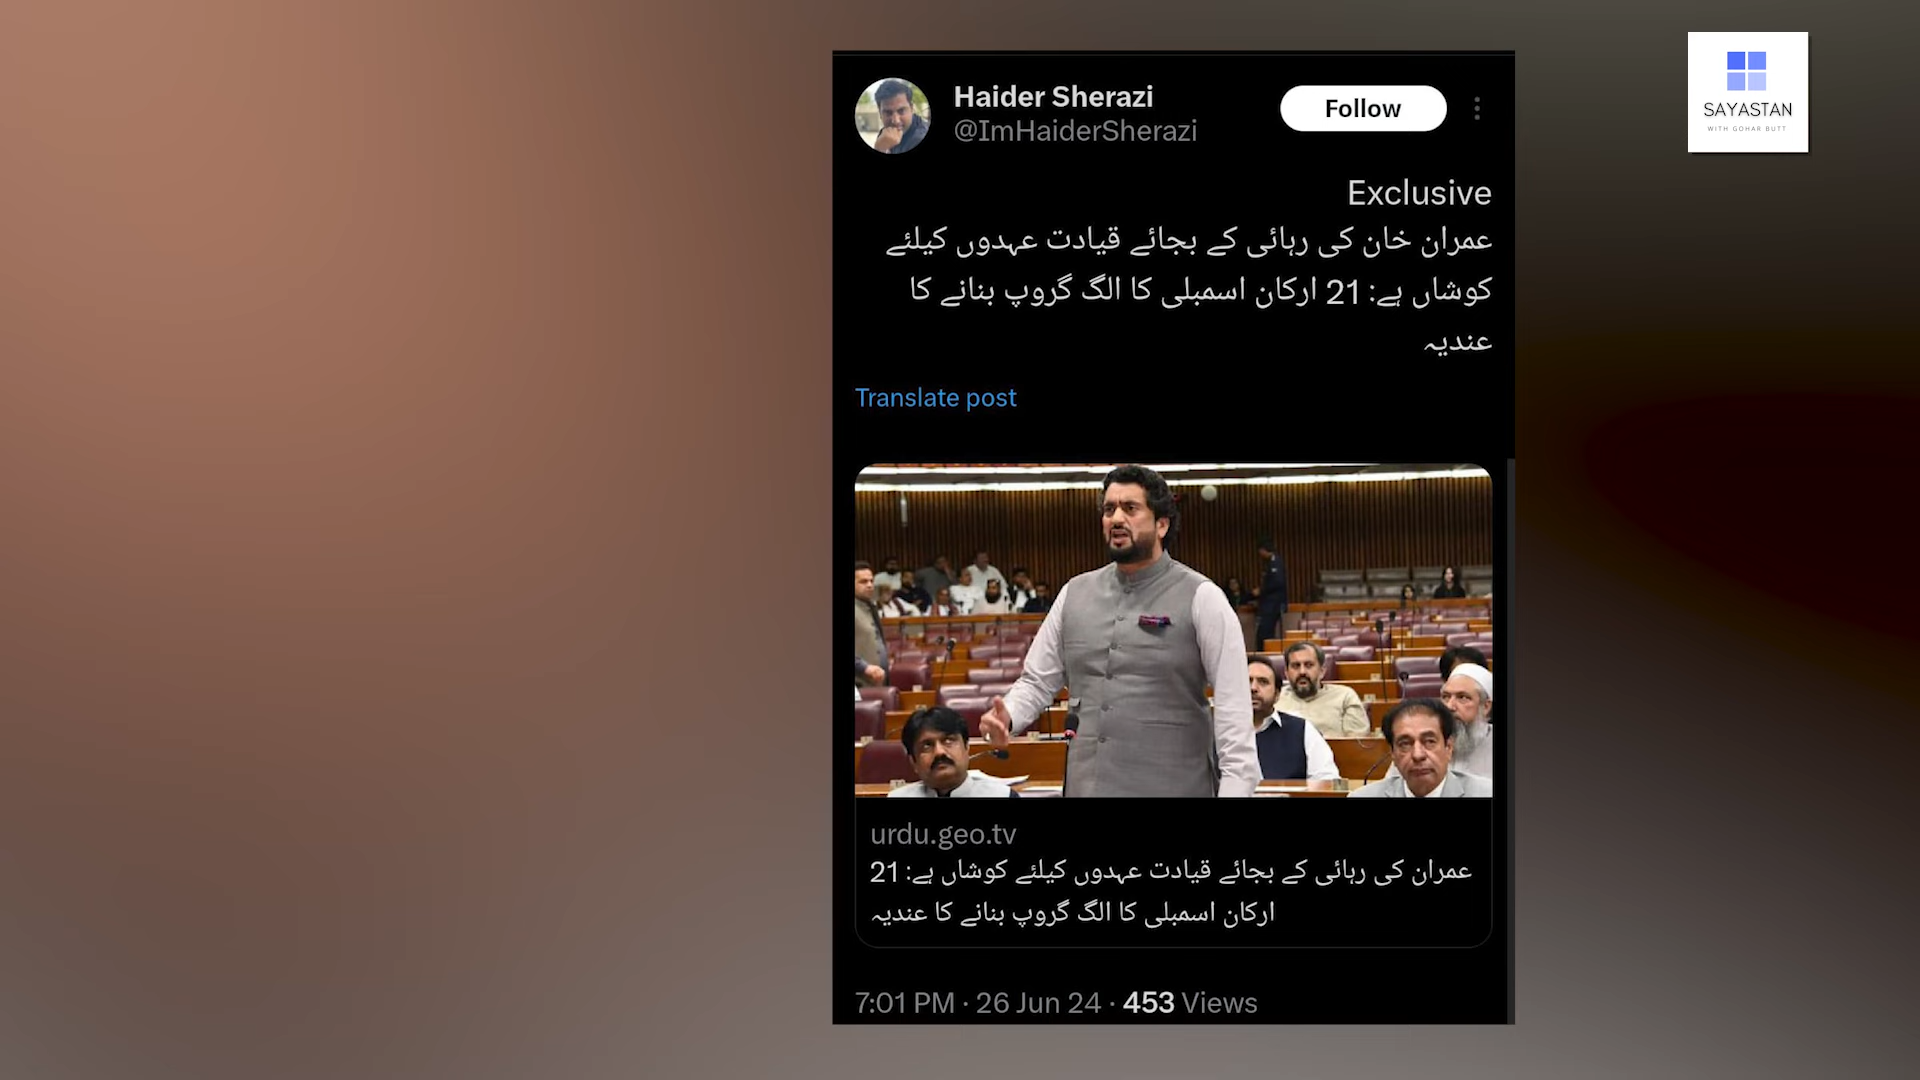 Haider Sherazi
@ImHaiderSherazi
Follow
SAYASTAN
WITH GOHAR BUTT
Exclusive
عمران خان کی رہائی کے بجائے قیادت عہدوں کیلئے
کوشاں ہے: 21 ارکان اسمبلی کا الگ گروپ بنانے کا
عندیہ
Translate post
urdu.geo.tv
عمران کی رہائی کے بجائے قیادت عہدوں کیلئے کوشاں ہے: 21
ارکان اسمبلی کا الگ گروپ بنانے کا عندیہ
7:01 PM · 26 Jun 24 · 453 Views